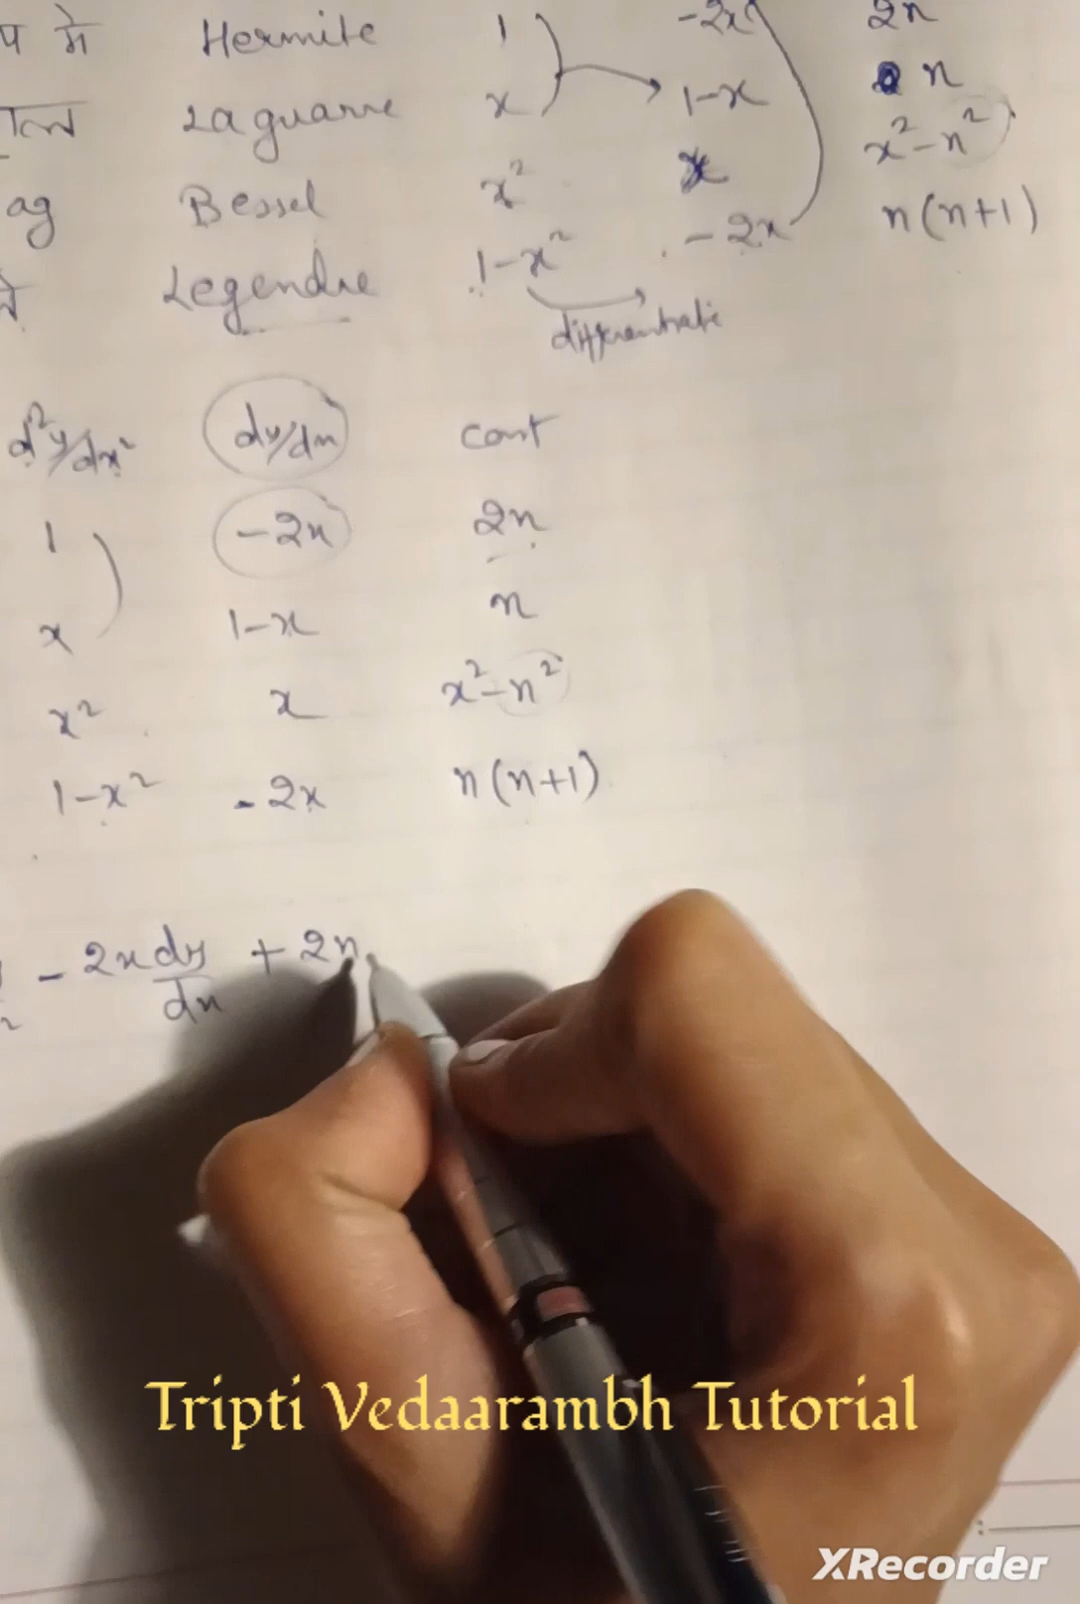 प में Hermite 1 -2x 2n
ाल Laguarre x 1-x n
ag Bessel x² x x²-n²
ने Legendre 1-x² -2x n(n+1)
differentiate
d²y/dx² dy/dx const
1 -2x 2n
x 1-x n
x² x x²-n²
1-x² -2x n(n+1)
- 2x dy/dx + 2n
Tripti Vedaarambh Tutorial
XRecorder